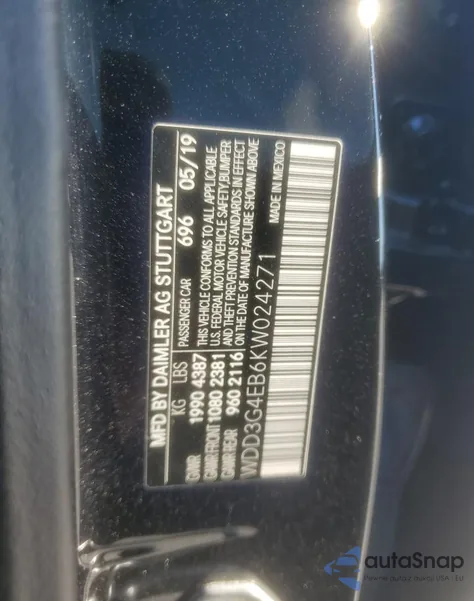 MFD BY DAIMLER AG STUTTGART
KG LBS PASSENGER CAR 696 05/19
GVWR 1990 4387 THIS VEHICLE CONFORMS TO ALL APPLICABLE
GAWR FRONT 1080 2381 U.S. FEDERAL MOTOR VEHICLE SAFETY,BUMPER
GAWR REAR 960 2116 AND THEFT PREVENTION STANDARDS IN EFFECT
ON THE DATE OF MANUFACTURE SHOWN ABOVE
WDD3G4EB6KW024271
MADE IN MEXICO
autaSnap